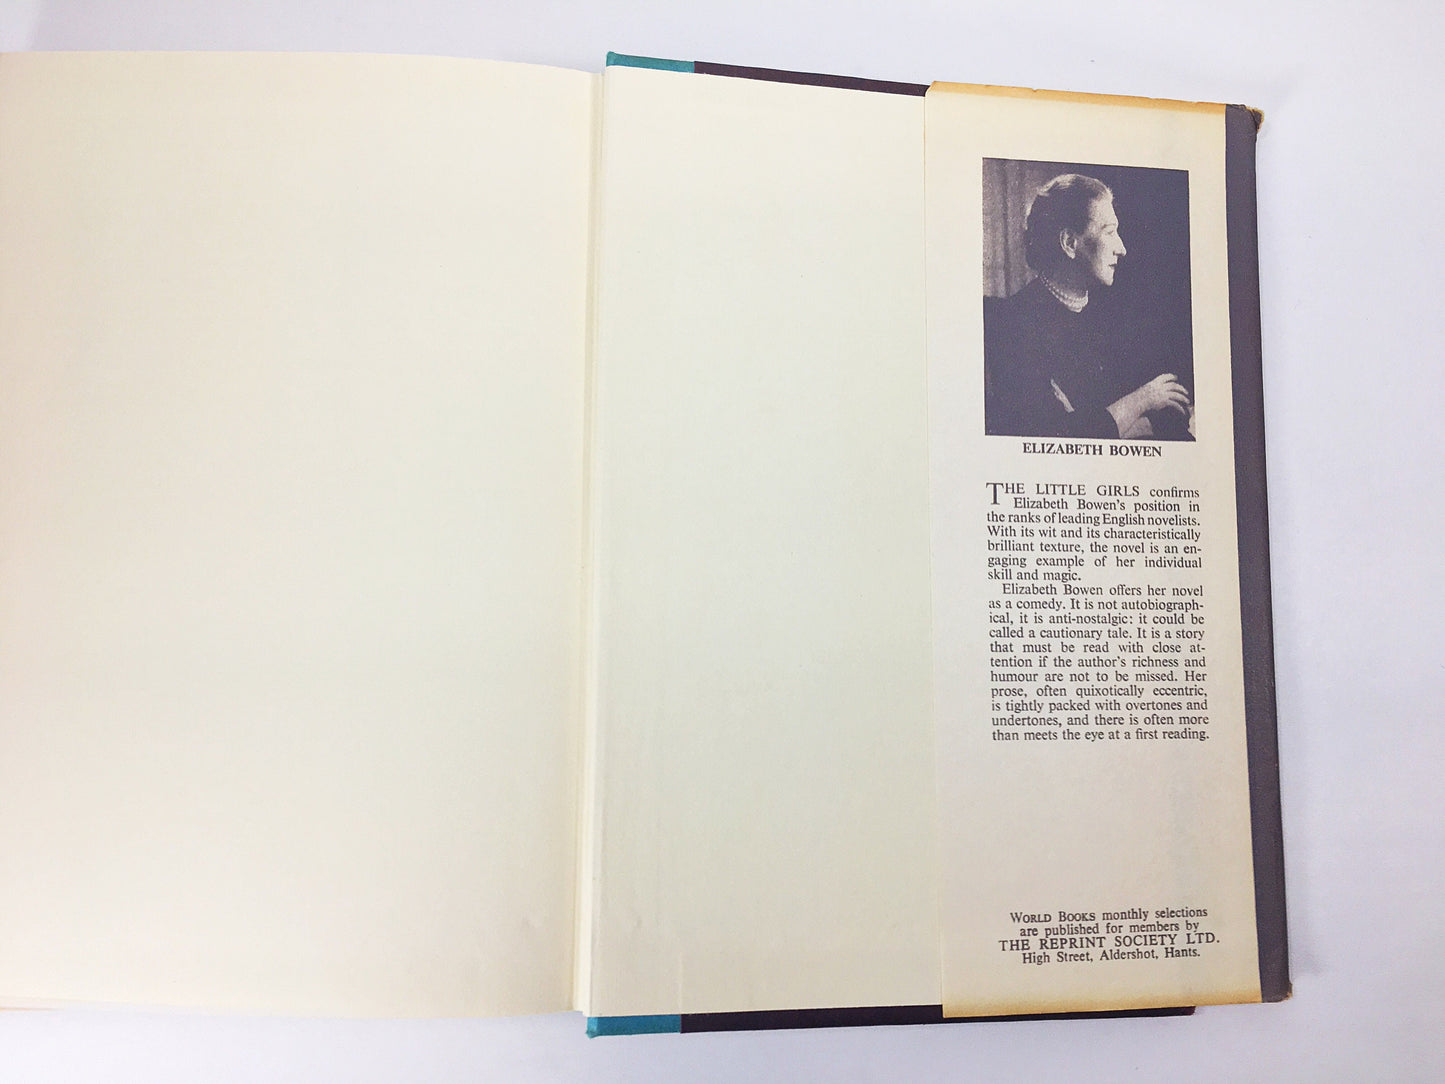 ELIZABETH BOWEN
THE LITTLE GIRLS confirms
Elizabeth Bowen's position in
the ranks of leading English novelists.
With its wit and its characteristically
brilliant texture, the novel is an en-
gaging example of her individual
skill and magic.
Elizabeth Bowen offers her novel
as a comedy. It is not autobiograph-
ical, it is anti-nostalgic: it could be
called a cautionary tale. It is a story
that must be read with close at-
tention if the author's richness and
humour are not to be missed. Her
prose, often quixotically eccentric,
is tightly packed with overtones and
undertones, and there is often more
than meets the eye at a first reading.
WORLD BOOKS monthly selections
are published for members by
THE REPRINT SOCIETY LTD.
High Street, Aldershot, Hants.